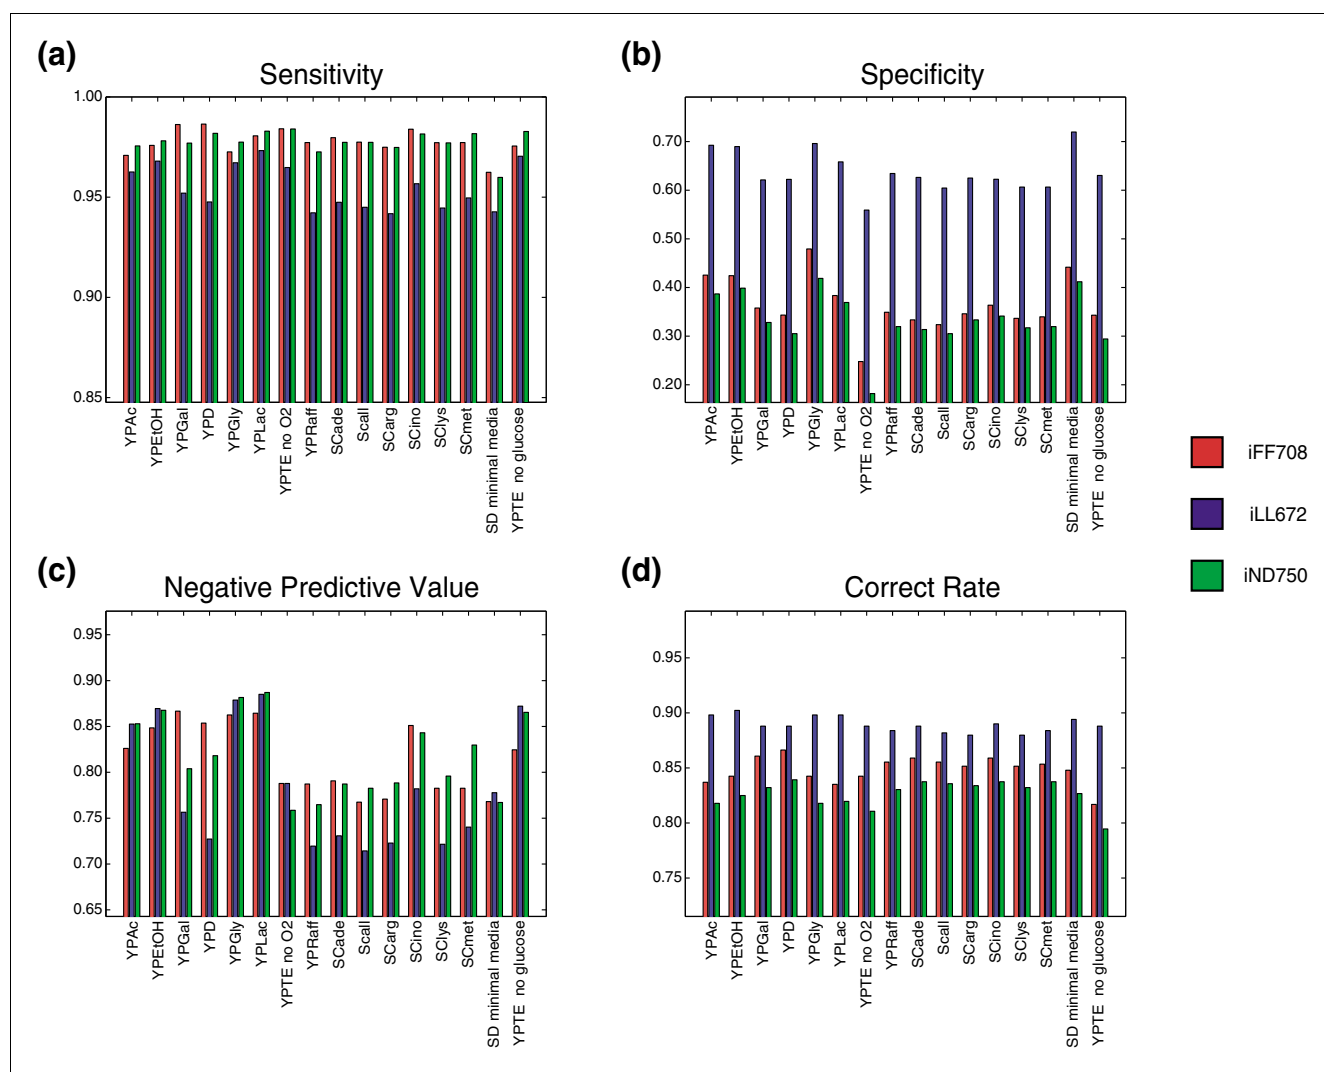 (a)
Sensitivity
1.00
0.95
0.90
0.85
YPAc
YPEtOH
YPGal
YPD
YPGly
YPLac
YPTE no O2
YPRaff
SCade
Scall
SCarg
SCino
SClys
SCmet
SD minimal media
YPTE no glucose
(b)
Specificity
0.70
0.60
0.50
0.40
0.30
0.20
YPAc
YPEtOH
YPGal
YPD
YPGly
YPLac
YPTE no O2
YPRaff
SCade
Scall
SCarg
SCino
SClys
SCmet
SD minimal media
YPTE no glucose
iFF708
iLL672
iND750
(c)
Negative Predictive Value
0.95
0.90
0.85
0.80
0.75
0.70
0.65
YPAc
YPEtOH
YPGal
YPD
YPGly
YPLac
YPTE no O2
YPRaff
SCade
Scall
SCarg
SCino
SClys
SCmet
SD minimal media
YPTE no glucose
(d)
Correct Rate
0.95
0.90
0.85
0.80
0.75
YPAc
YPEtOH
YPGal
YPD
YPGly
YPLac
YPTE no O2
YPRaff
SCade
Scall
SCarg
SCino
SClys
SCmet
SD minimal media
YPTE no glucose